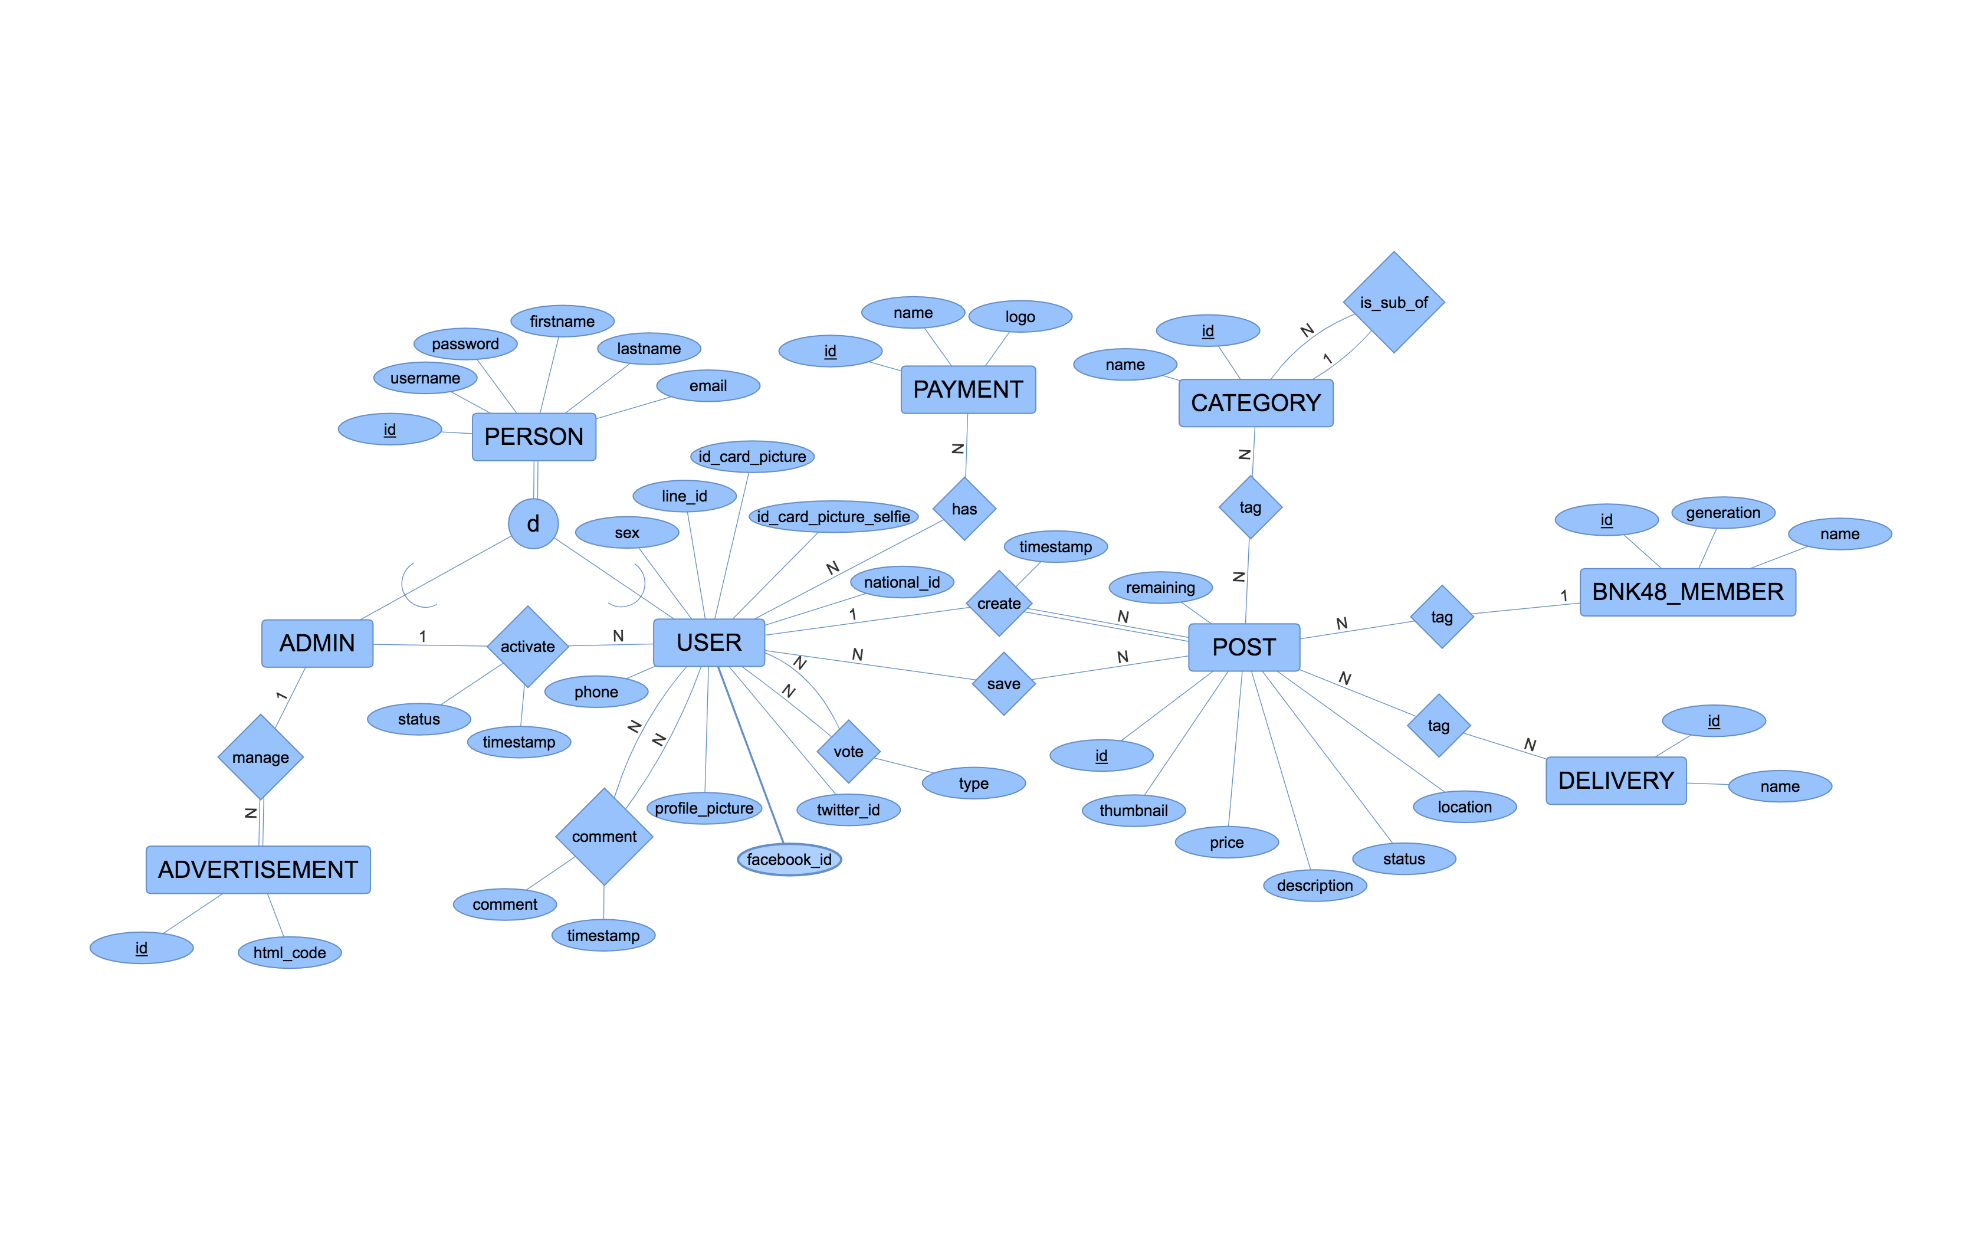 is_sub_of
firstname
password
lastname
username
email
id
PERSON
name
logo
id
PAYMENT
id
name
CATEGORY
N
1
N
N
d
id_card_picture
line_id
id_card_picture_selfie
sex
has
N
national_id
tag
N
timestamp
create
1
N
remaining
id
generation
name
BNK48_MEMBER
tag
N
1
ADMIN
1
activate
N
USER
POST
status
timestamp
phone
N
save
N
N
N
vote
type
N
tag
N
id
DELIVERY
name
1
manage
N
ADVERTISEMENT
id
html_code
N
N
comment
comment
timestamp
profile_picture
twitter_id
facebook_id
id
thumbnail
price
description
status
location